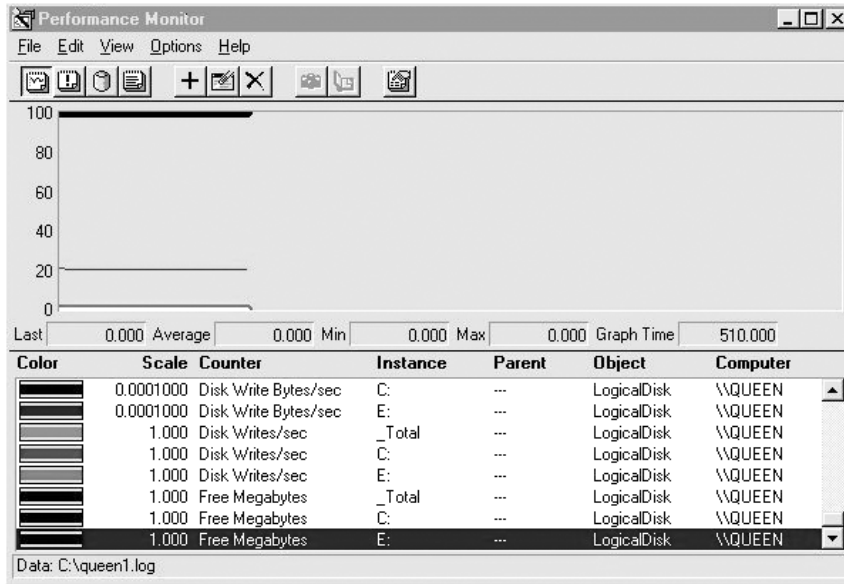 Performance Monitor
File Edit View Options Help
100
80
60
40
20
0
Last 0.000 Average 0.000 Min 0.000 Max 0.000 Graph Time 510.000
Color Scale Counter Instance Parent Object Computer
0.0001000 Disk Write Bytes/sec C: --- LogicalDisk \\QUEEN
0.0001000 Disk Write Bytes/sec E: --- LogicalDisk \\QUEEN
1.000 Disk Writes/sec _Total --- LogicalDisk \\QUEEN
1.000 Disk Writes/sec C: --- LogicalDisk \\QUEEN
1.000 Disk Writes/sec E: --- LogicalDisk \\QUEEN
1.000 Free Megabytes _Total --- LogicalDisk \\QUEEN
1.000 Free Megabytes C: --- LogicalDisk \\QUEEN
1.000 Free Megabytes E: --- LogicalDisk \\QUEEN
Data: C:\queen1.log